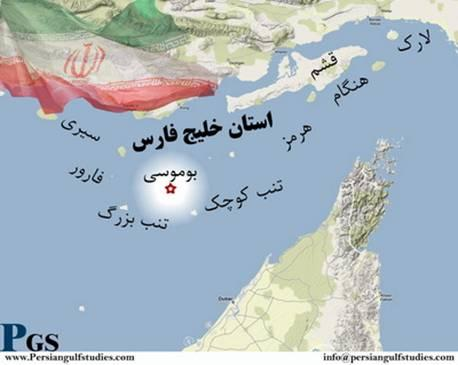 لارک
قشم
هنگام
استان خلیج فارس
هرمز
سیری
بوموسی
فارور
تنب کوچک
تنب بزرگ
Dubai
PGS
www.Persiangulfstudies.com
info@persiangulfstudies.com